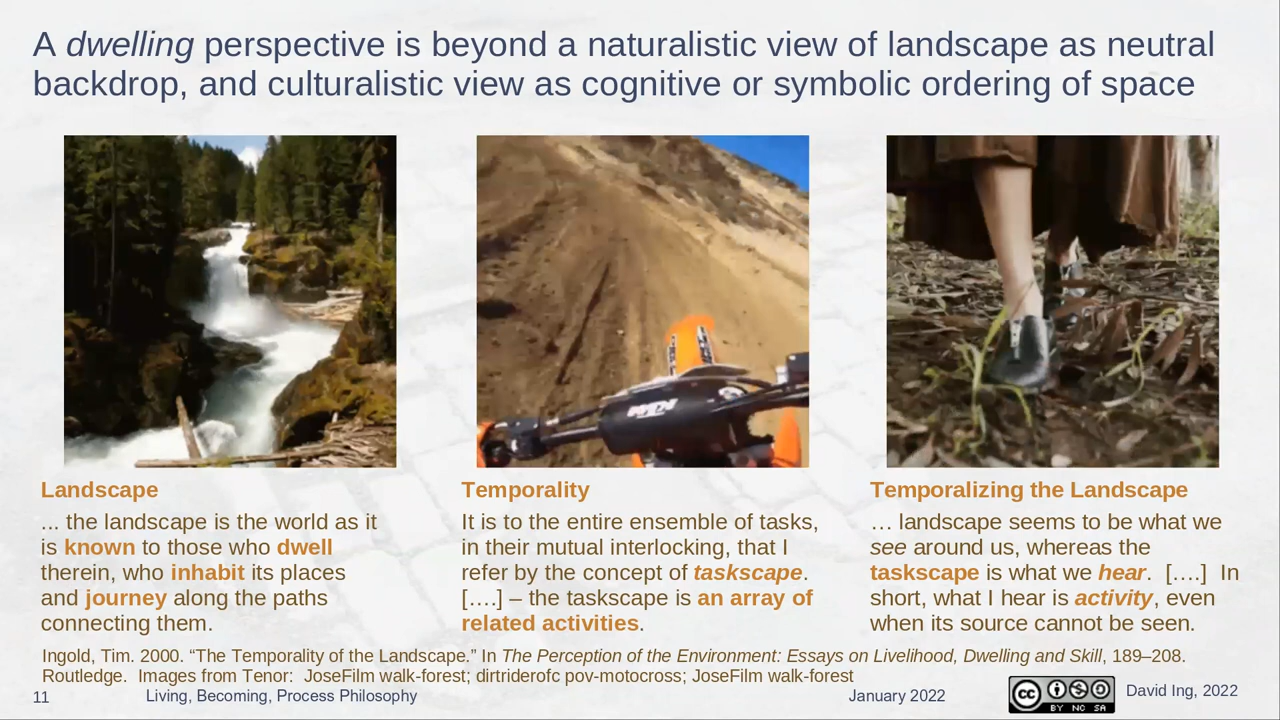 A dwelling perspective is beyond a naturalistic view of landscape as neutral
backdrop, and culturalistic view as cognitive or symbolic ordering of space
Landscape
... the landscape is the world as it
is known to those who dwell
therein, who inhabit its places
and journey along the paths
connecting them.
Temporality
It is to the entire ensemble of tasks,
in their mutual interlocking, that I
refer by the concept of taskscape.
[….] – the taskscape is an array of
related activities.
Temporalizing the Landscape
… landscape seems to be what we
see around us, whereas the
taskscape is what we hear. [….] In
short, what I hear is activity, even
when its source cannot be seen.
Ingold, Tim. 2000. “The Temporality of the Landscape.” In The Perception of the Environment: Essays on Livelihood, Dwelling and Skill, 189–208.
Routledge. Images from Tenor: JoseFilm walk-forest; dirtriderofc pov-motocross; JoseFilm walk-forest
11
Living, Becoming, Process Philosophy
January 2022
cc
BY NC SA
David Ing, 2022